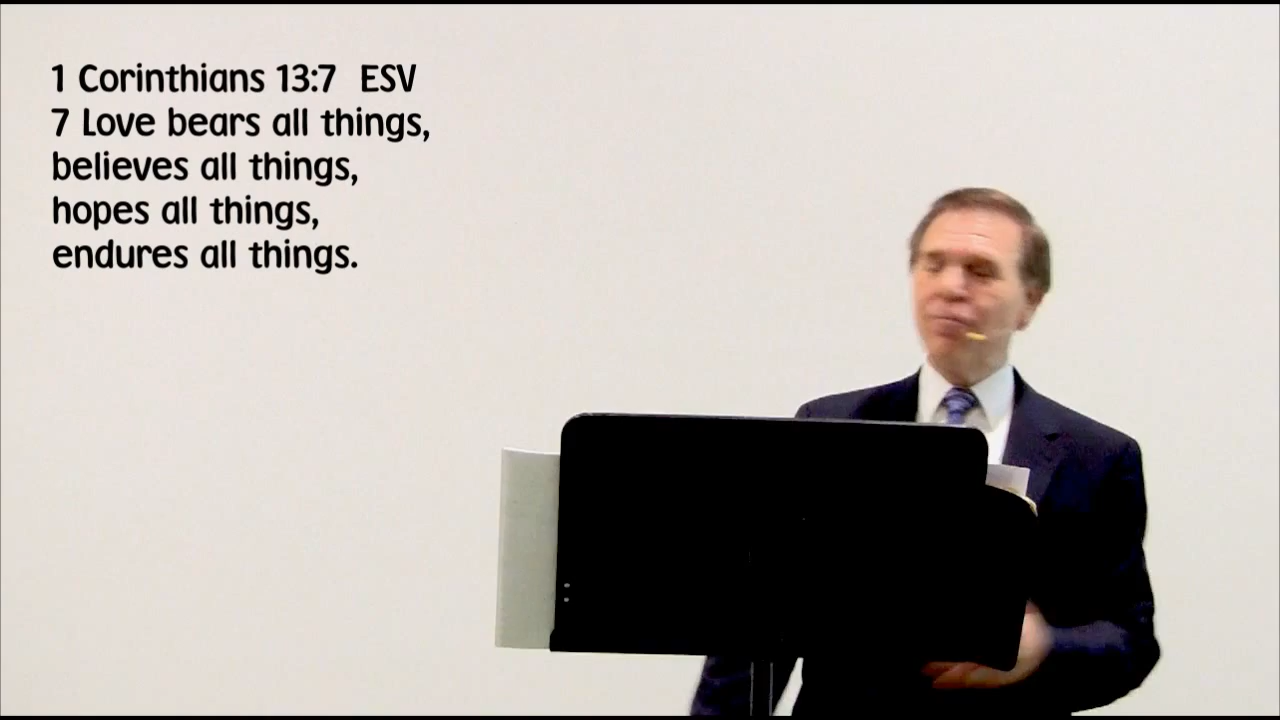 1 Corinthians 13:7  ESV
7 Love bears all things,
believes all things,
hopes all things,
endures all things.